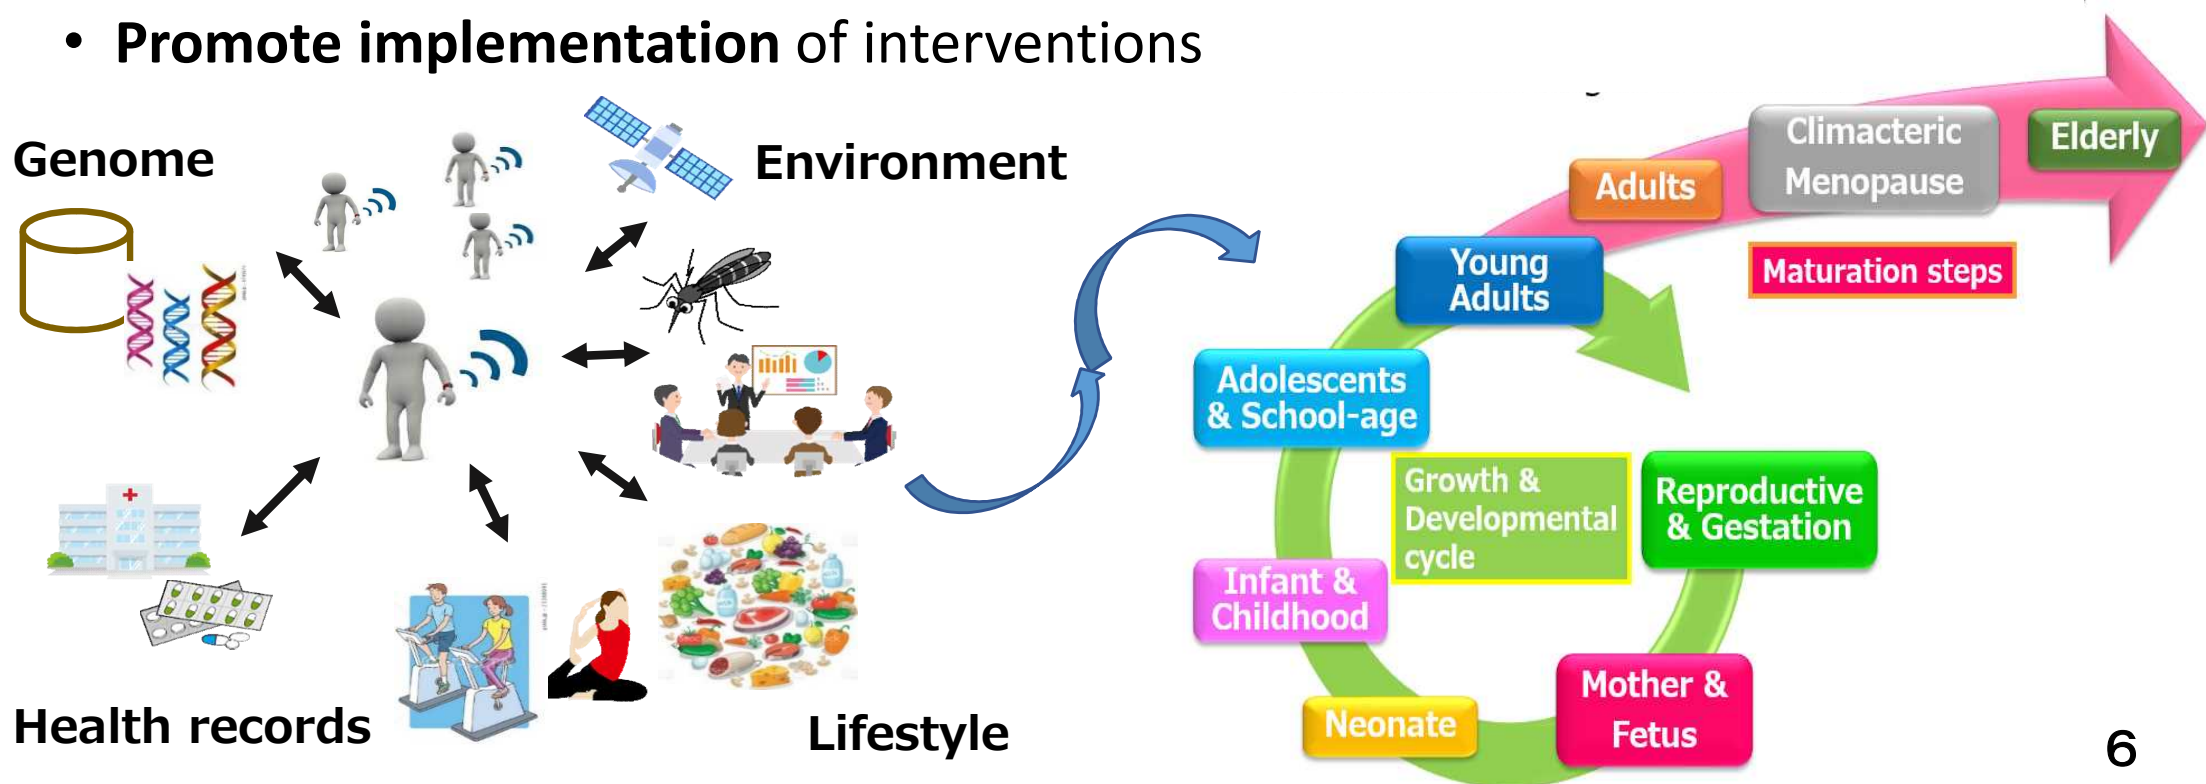 • Promote implementation of interventions
Genome
Environment
Health records
Lifestyle
Elderly
Climacteric
Menopause
Adults
Maturation steps
Young
Adults
Adolescents
& School-age
Growth &
Developmental
cycle
Reproductive
& Gestation
Infant &
Childhood
Mother &
Fetus
Neonate
6